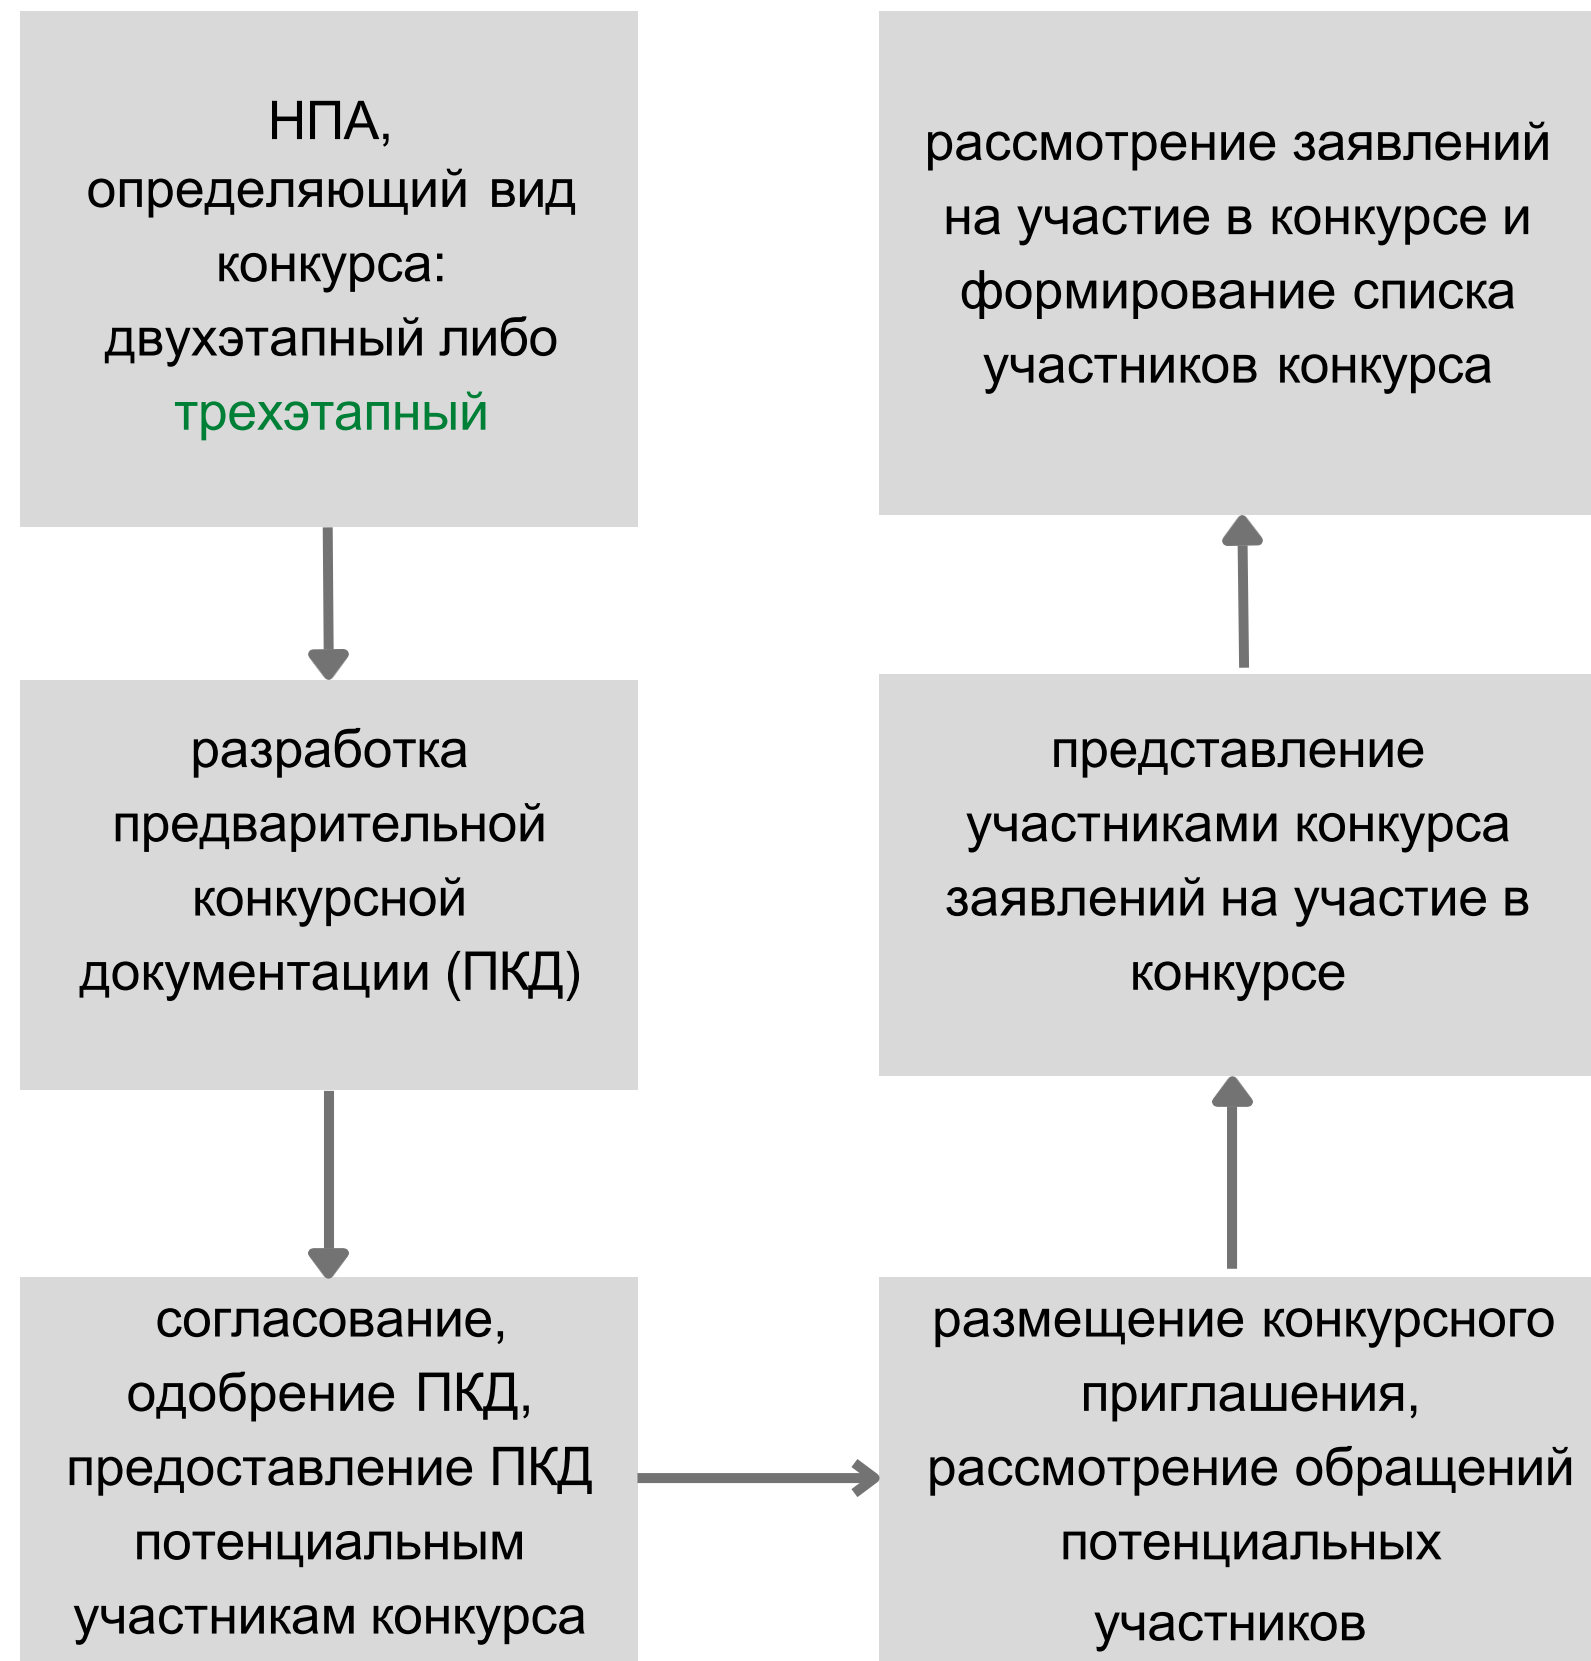 НПА,
определяющий вид
конкурса:
двухэтапный либо
трехэтапный
разработка
предварительной
конкурсной
документации (ПКД)
согласование,
одобрение ПКД,
предоставление ПКД
потенциальным
участникам конкурса
размещение конкурсного
приглашения,
рассмотрение обращений
потенциальных
участников
представление
участниками конкурса
заявлений на участие в
конкурсе
рассмотрение заявлений
на участие в конкурсе и
формирование списка
участников конкурса